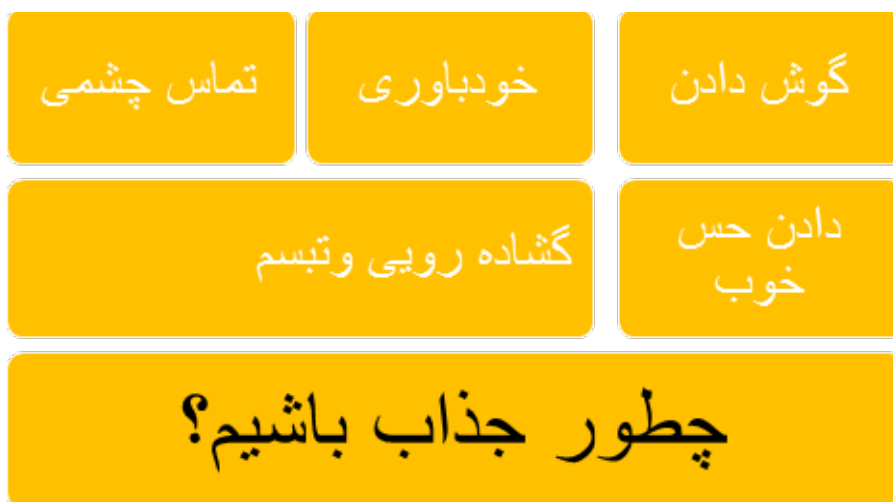 گوش دادن
خودباوری
تماس چشمی
دادن حس
خوب
گشاده رویی وتبسم
چطور جذاب باشیم؟